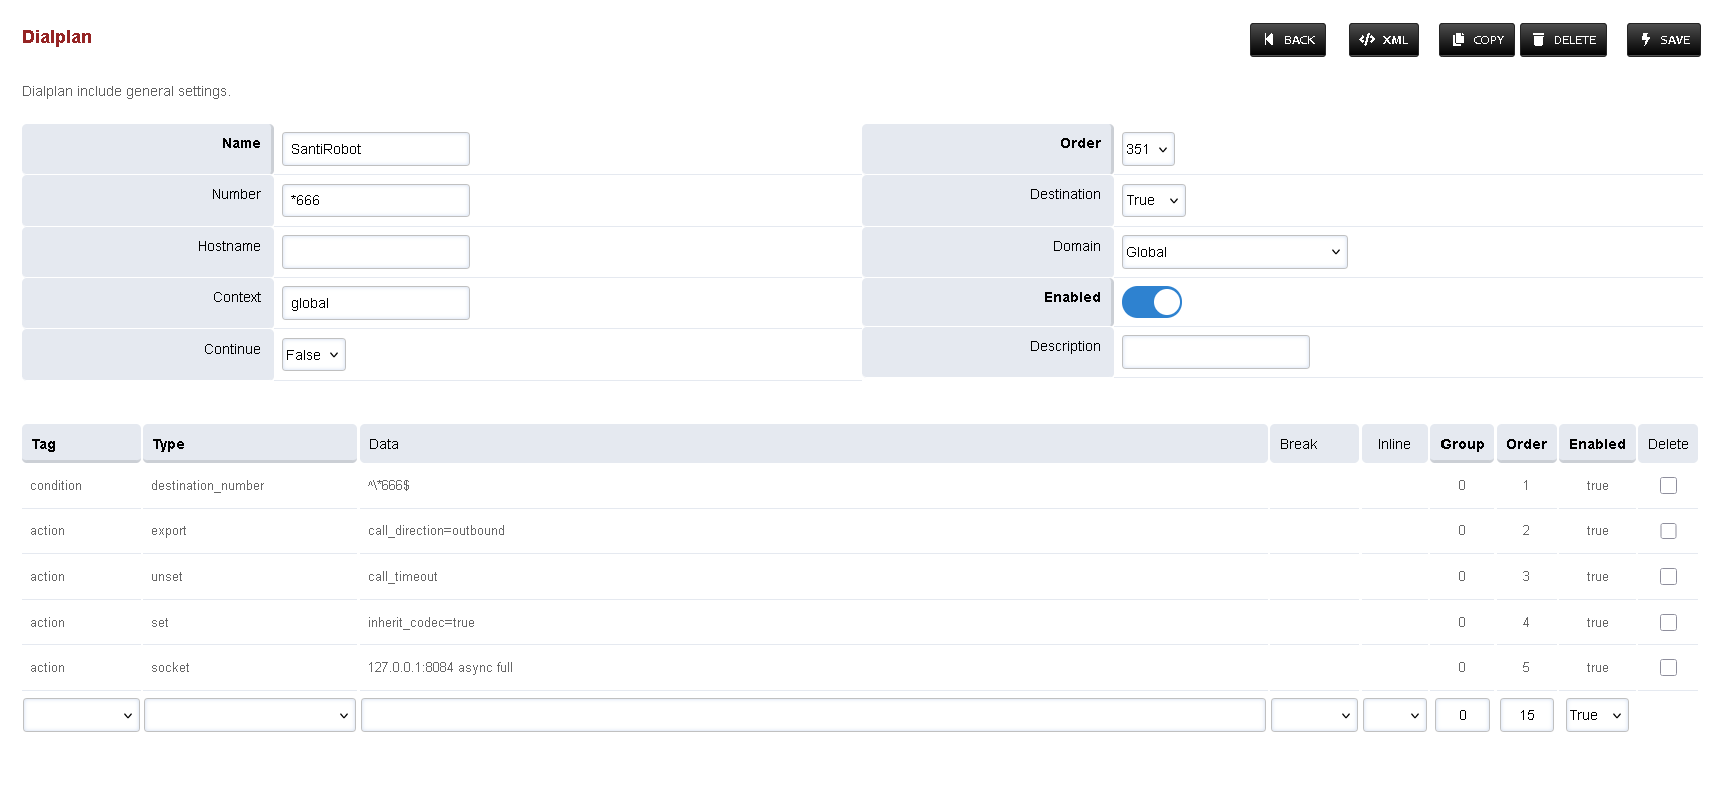 Dialplan
BACK XML COPY DELETE SAVE
Dialplan include general settings.
Name SantiRobot Order 351
Number *666 Destination True
Hostname Domain Global
Context global Enabled
Continue False Description
Tag Type Data Break Inline Group Order Enabled Delete
condition destination_number ^\*666$ 0 1 true
action export call_direction=outbound 0 2 true
action unset call_timeout 0 3 true
action set inherit_codec=true 0 4 true
action socket 127.0.0.1:8084 async full 0 5 true
0 15 True